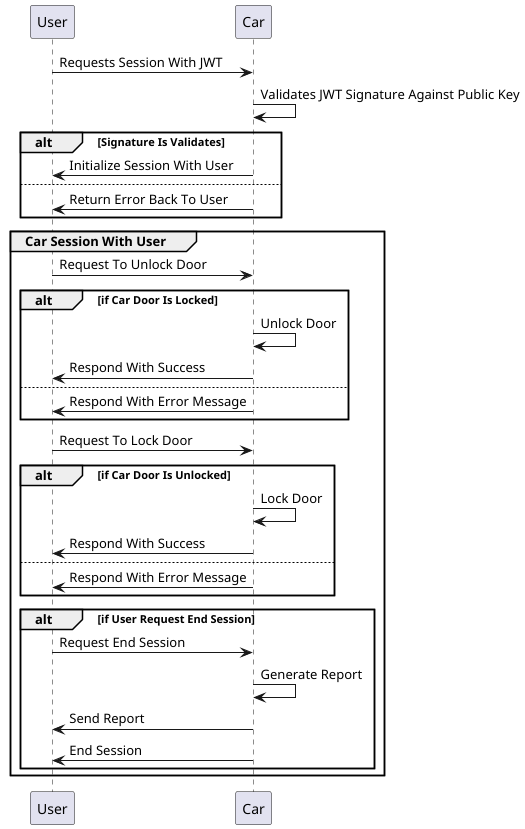 User Car
Requests Session With JWT
Validates JWT Signature Against Public Key
alt [Signature Is Validates]
Initialize Session With User
Return Error Back To User
Car Session With User
Request To Unlock Door
alt [if Car Door Is Locked]
Unlock Door
Respond With Success
Respond With Error Message
Request To Lock Door
alt [if Car Door Is Unlocked]
Lock Door
Respond With Success
Respond With Error Message
alt [if User Request End Session]
Request End Session
Generate Report
Send Report
End Session
User Car